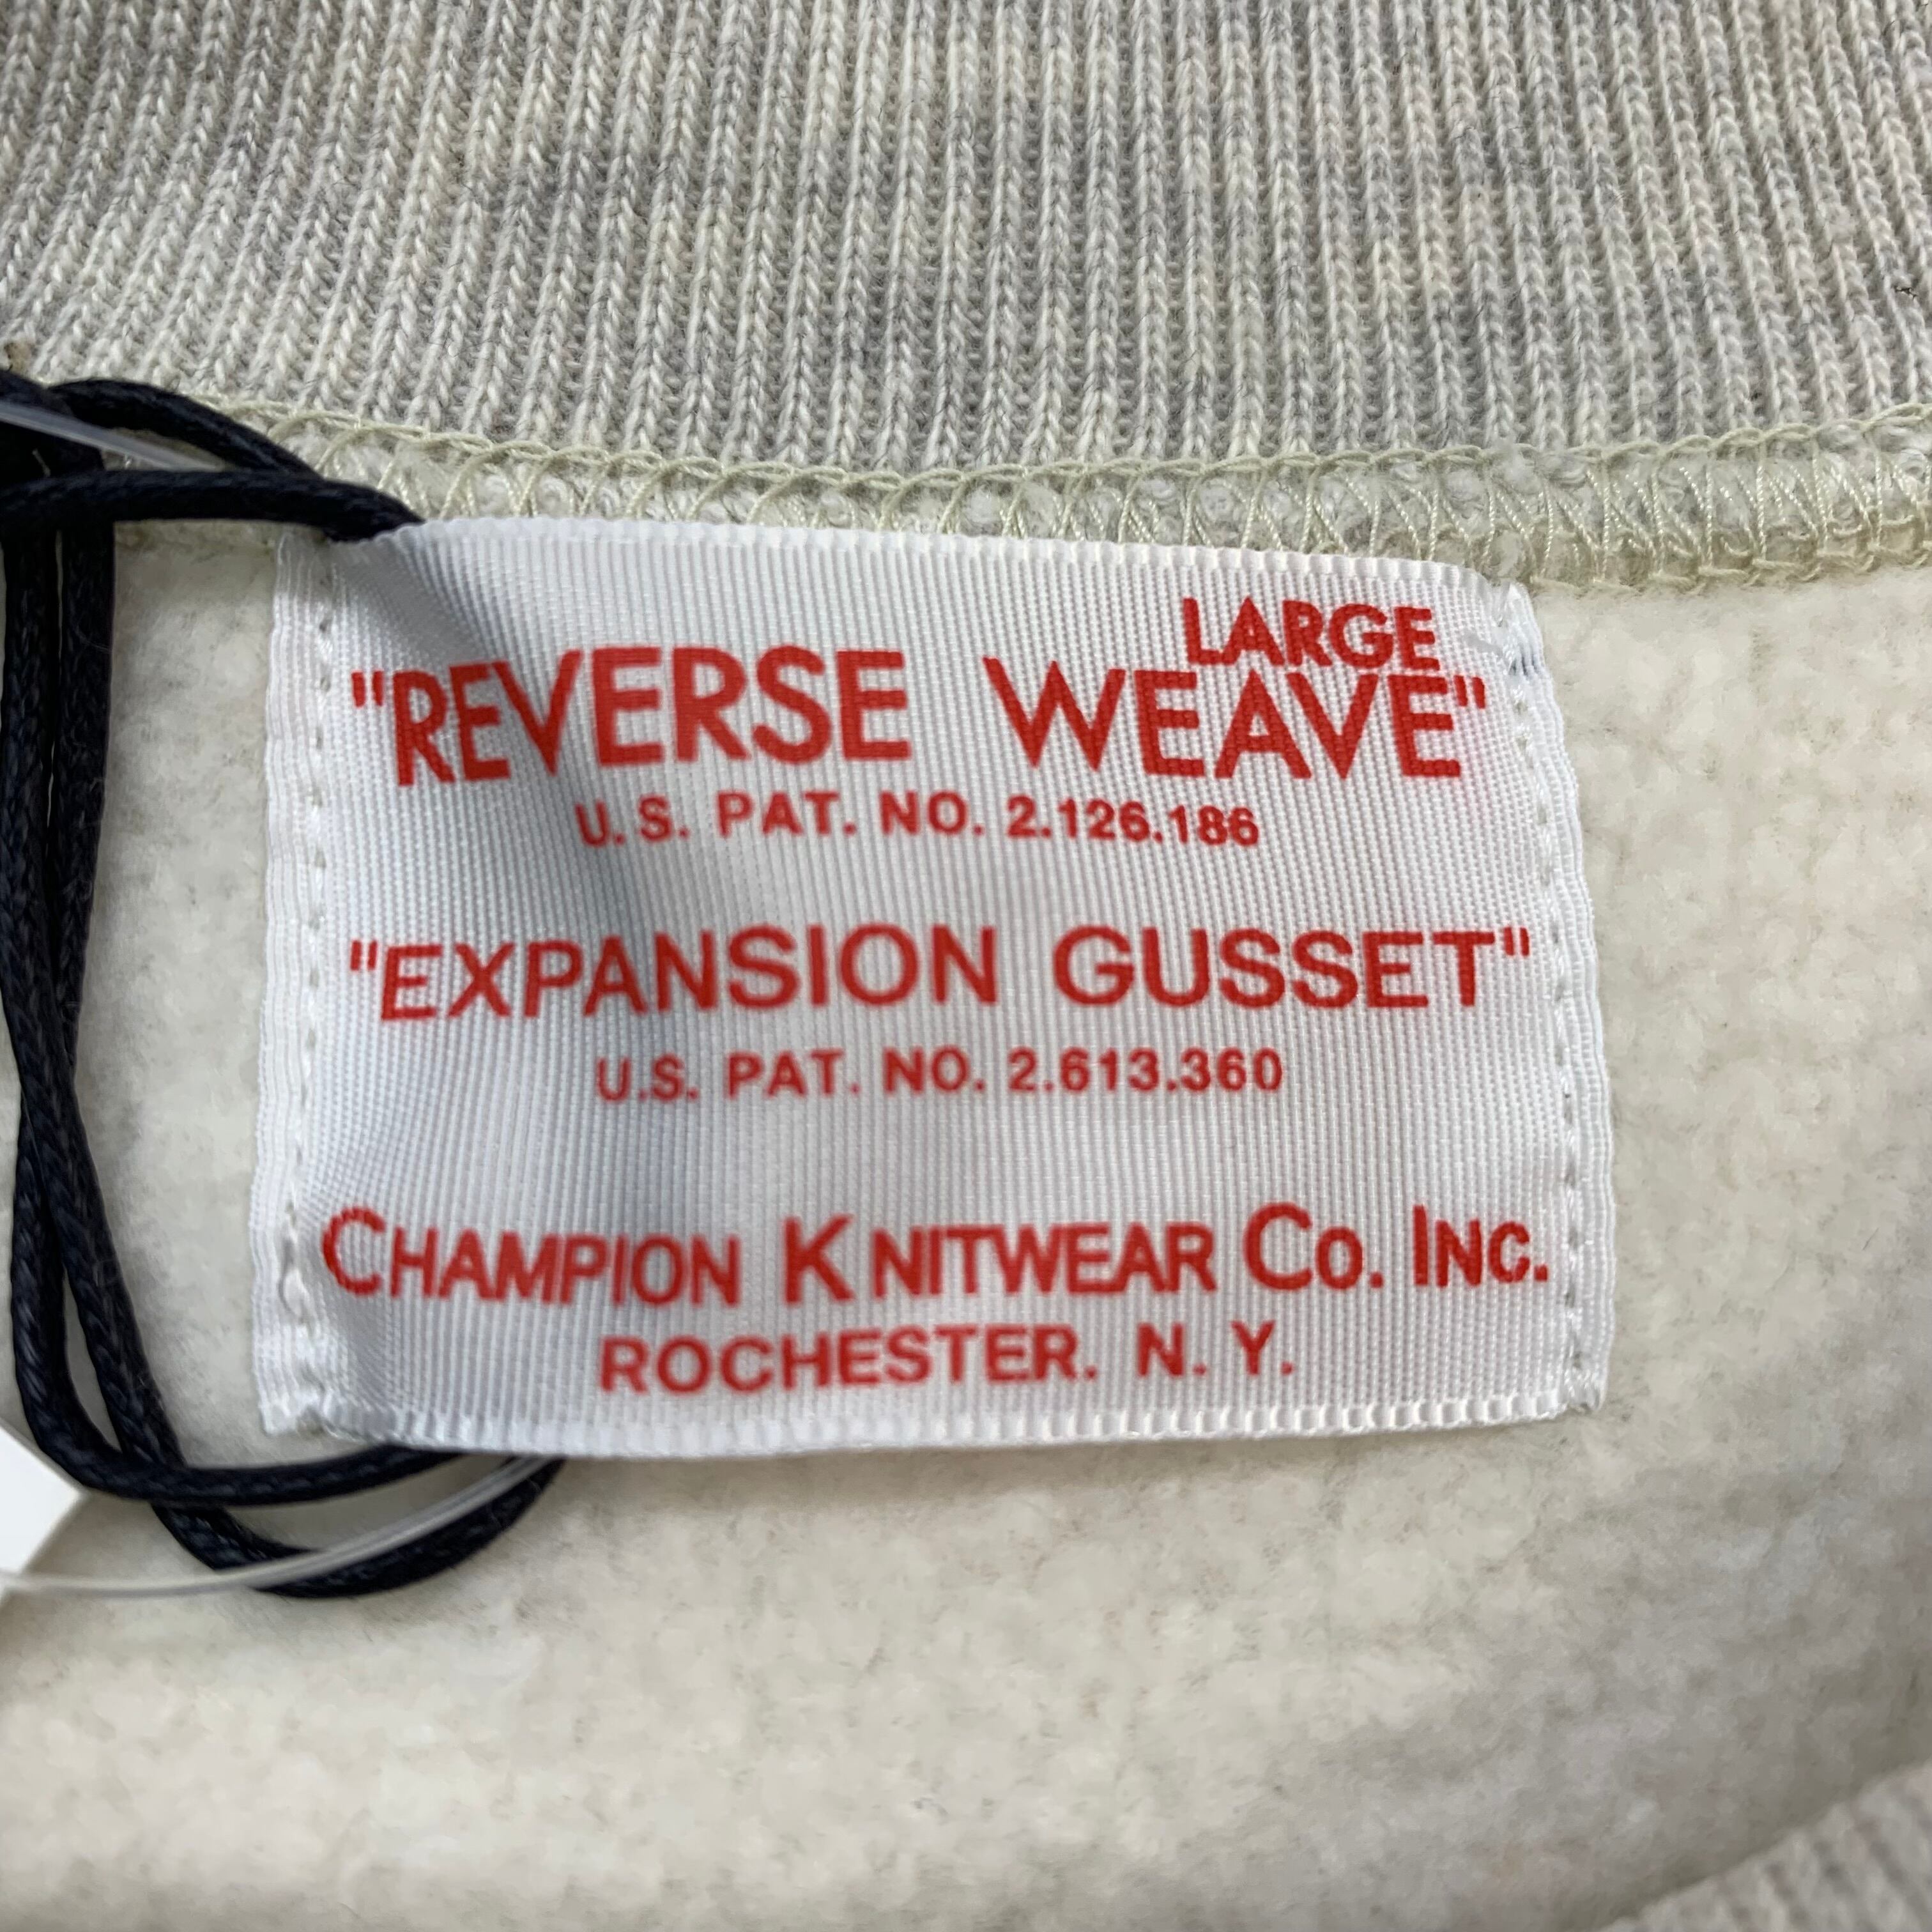 LARGE
"REVERSE WEAVE"
U.S. PAT. NO. 2.126.186
"EXPANSION GUSSET"
U.S. PAT. NO. 2.613.360
CHAMPION KNITWEAR CO. INC.
ROCHESTER. N. Y.